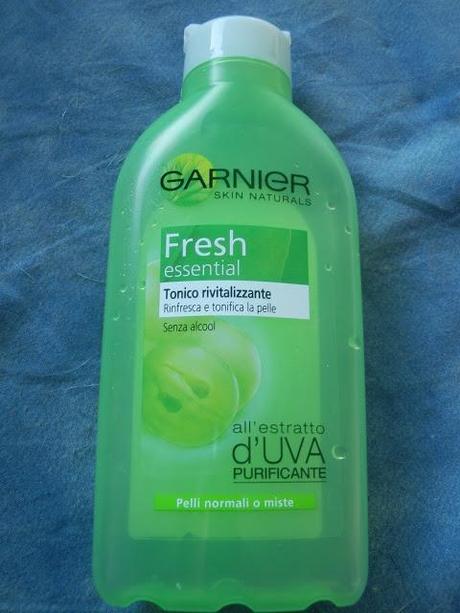 GARNIER
SKIN NATURALS
Fresh
essential
Tonico rivitalizzante
Rinfresca e tonifica la pelle
Senza alcool
all'estratto
d'UVA
PURIFICANTE
Pelli normali o miste